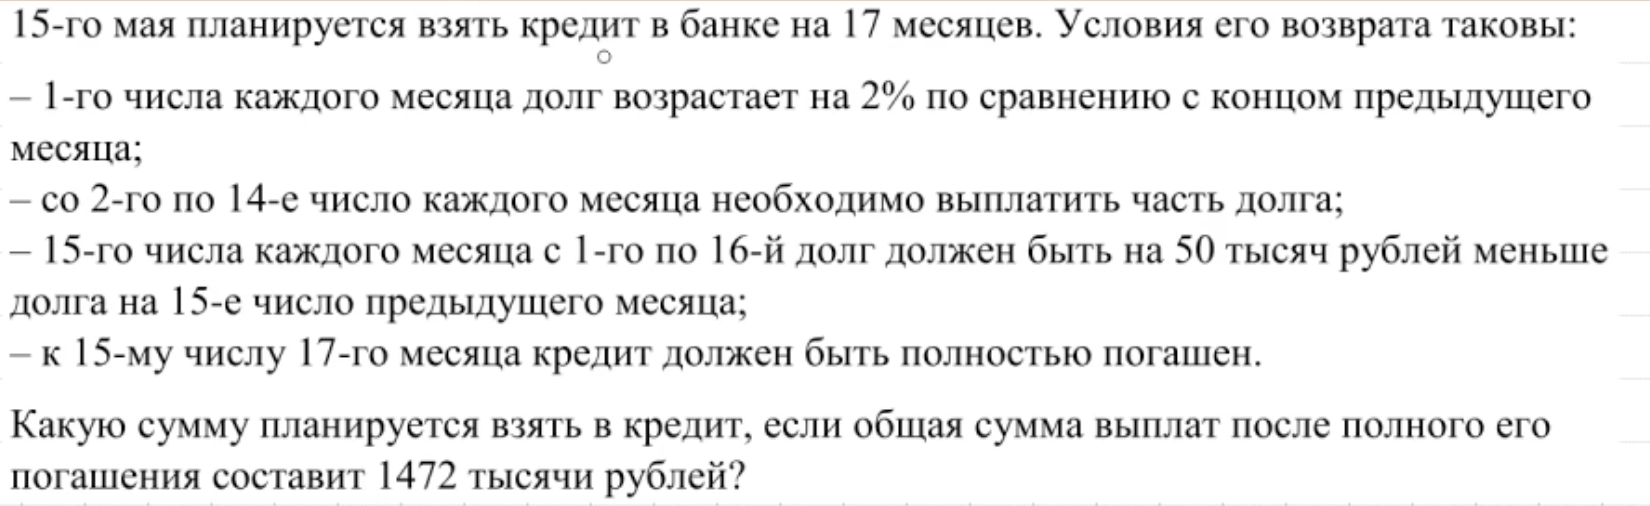 15-го мая планируется взять кредит в банке на 17 месяцев. Условия его возврата таковы:
– 1-го числа каждого месяца долг возрастает на 2% по сравнению с концом предыдущего
месяца;
– со 2-го по 14-е число каждого месяца необходимо выплатить часть долга;
– 15-го числа каждого месяца с 1-го по 16-й долг должен быть на 50 тысяч рублей меньше
долга на 15-е число предыдущего месяца;
– к 15-му числу 17-го месяца кредит должен быть полностью погашен.
Какую сумму планируется взять в кредит, если общая сумма выплат после полного его
погашения составит 1472 тысячи рублей?